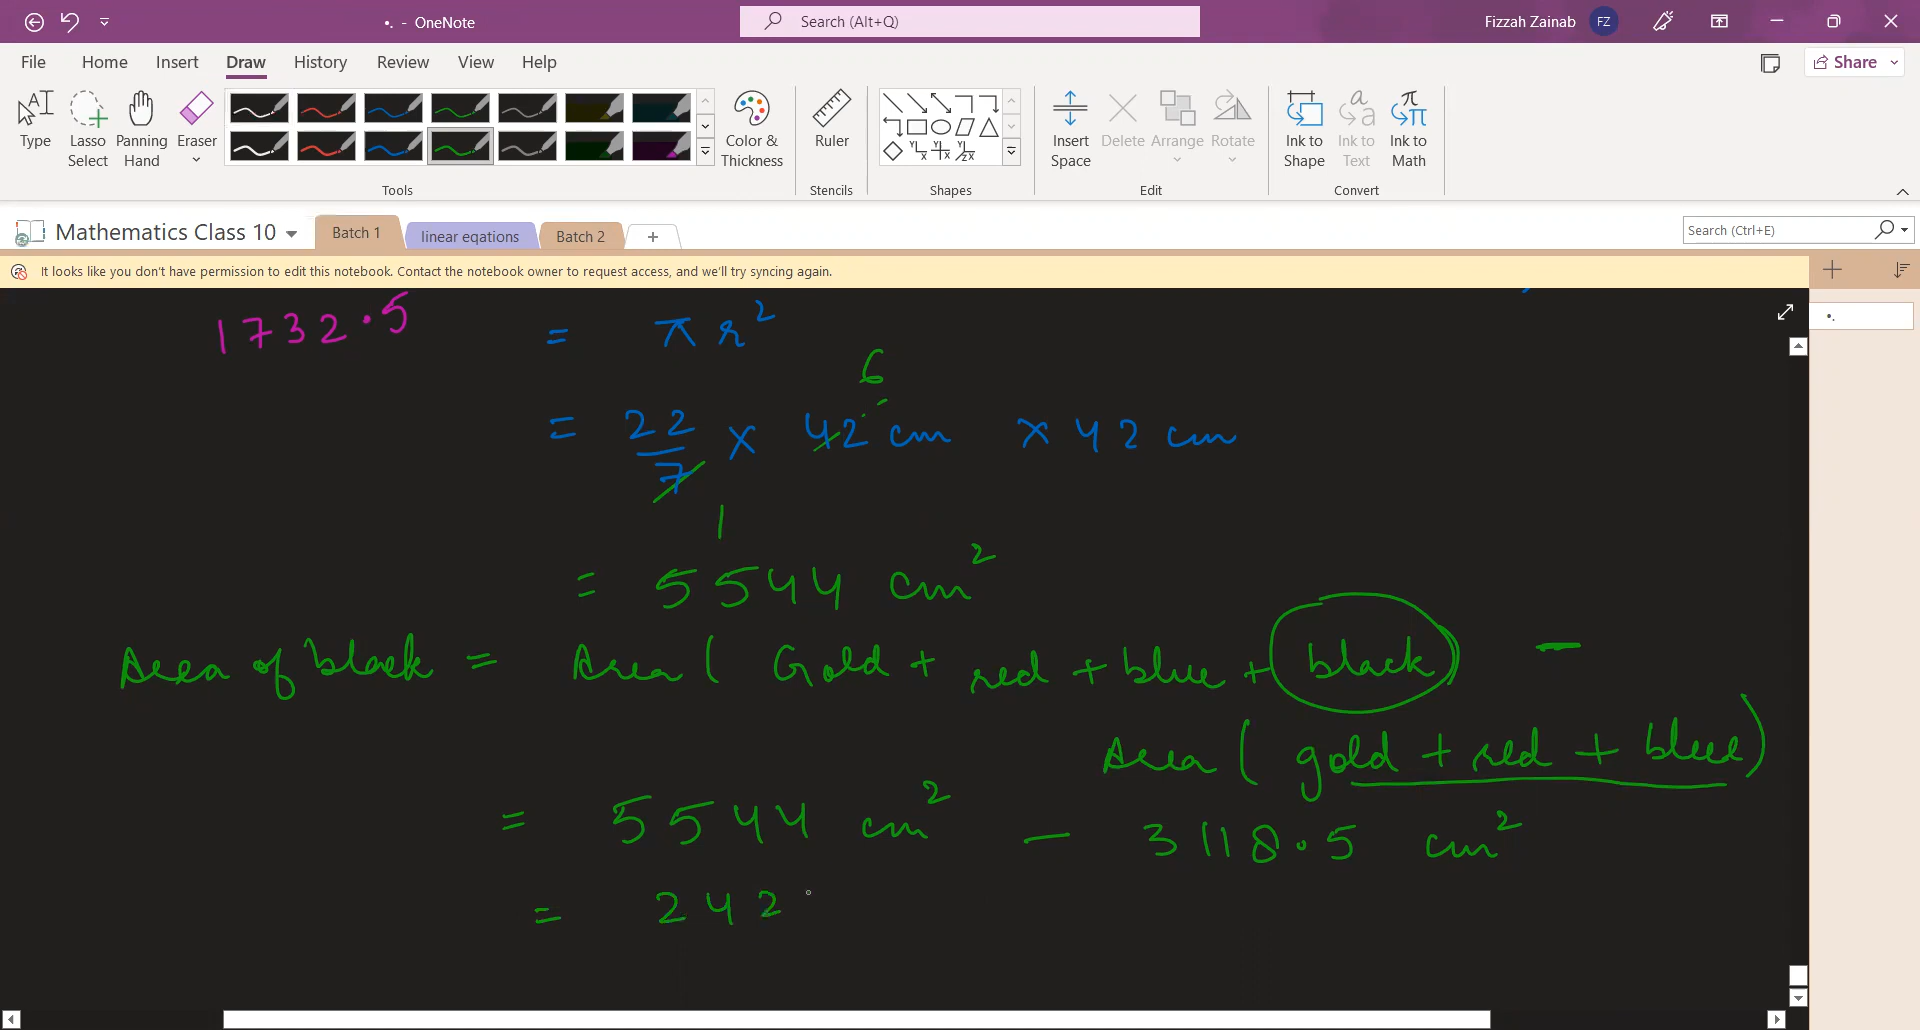 •. - OneNote
Search (Alt+Q)
Fizzah Zainab FZ
File Home Insert Draw History Review View Help
Share
Type
Lasso Select
Panning Hand
Eraser
Color & Thickness
Ruler
Insert Space
Delete
Arrange
Rotate
Ink to Shape
Ink to Text
Ink to Math
Tools Stencils Shapes Edit Convert
Mathematics Class 10 Batch 1 linear eqations Batch 2 +
Search (Ctrl+E)
It looks like you don't have permission to edit this notebook. Contact the notebook owner to request access, and we'll try syncing again.
•.
1732.5 = πr²
6
= 22/7 × 42 cm × 42 cm
1
= 5544 cm²
Area of black = Area ( Gold + red + blue + black) -
Area ( gold + red + blue)
= 5544 cm² - 3118.5 cm²
= 242